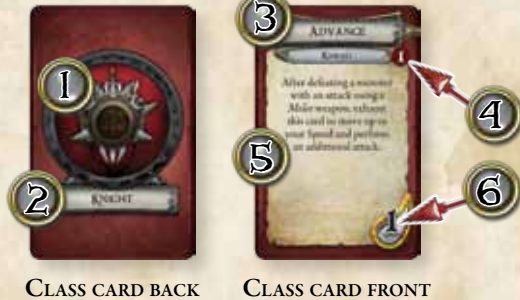 3
ADVANCE
Knight
1
1
After defeating a monster
with an attack using a
Melee weapon, exhaust
this card to move up to
your Speed and perform
an additional attack.
4
5
2
KNIGHT
6
1
CLASS CARD BACK
CLASS CARD FRONT